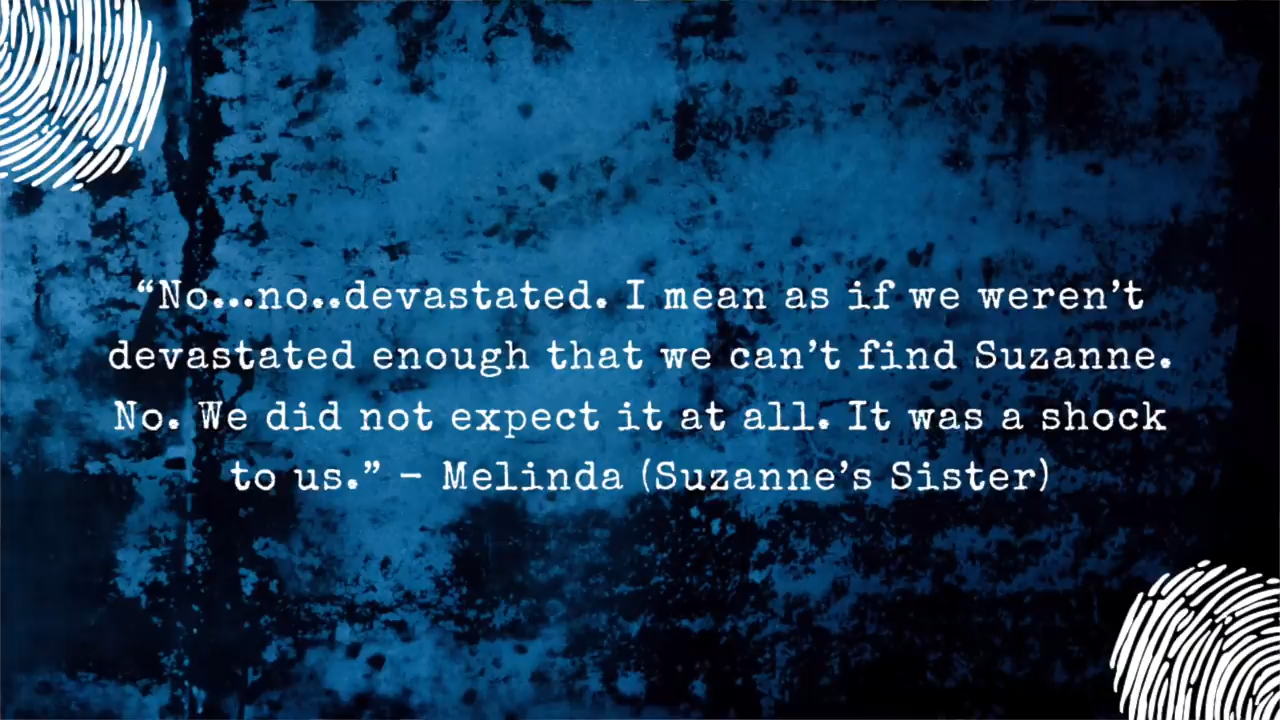 “No...no..devastated. I mean as if we weren’t
devastated enough that we can’t find Suzanne.
No. We did not expect it at all. It was a shock
to us.” – Melinda (Suzanne’s Sister)